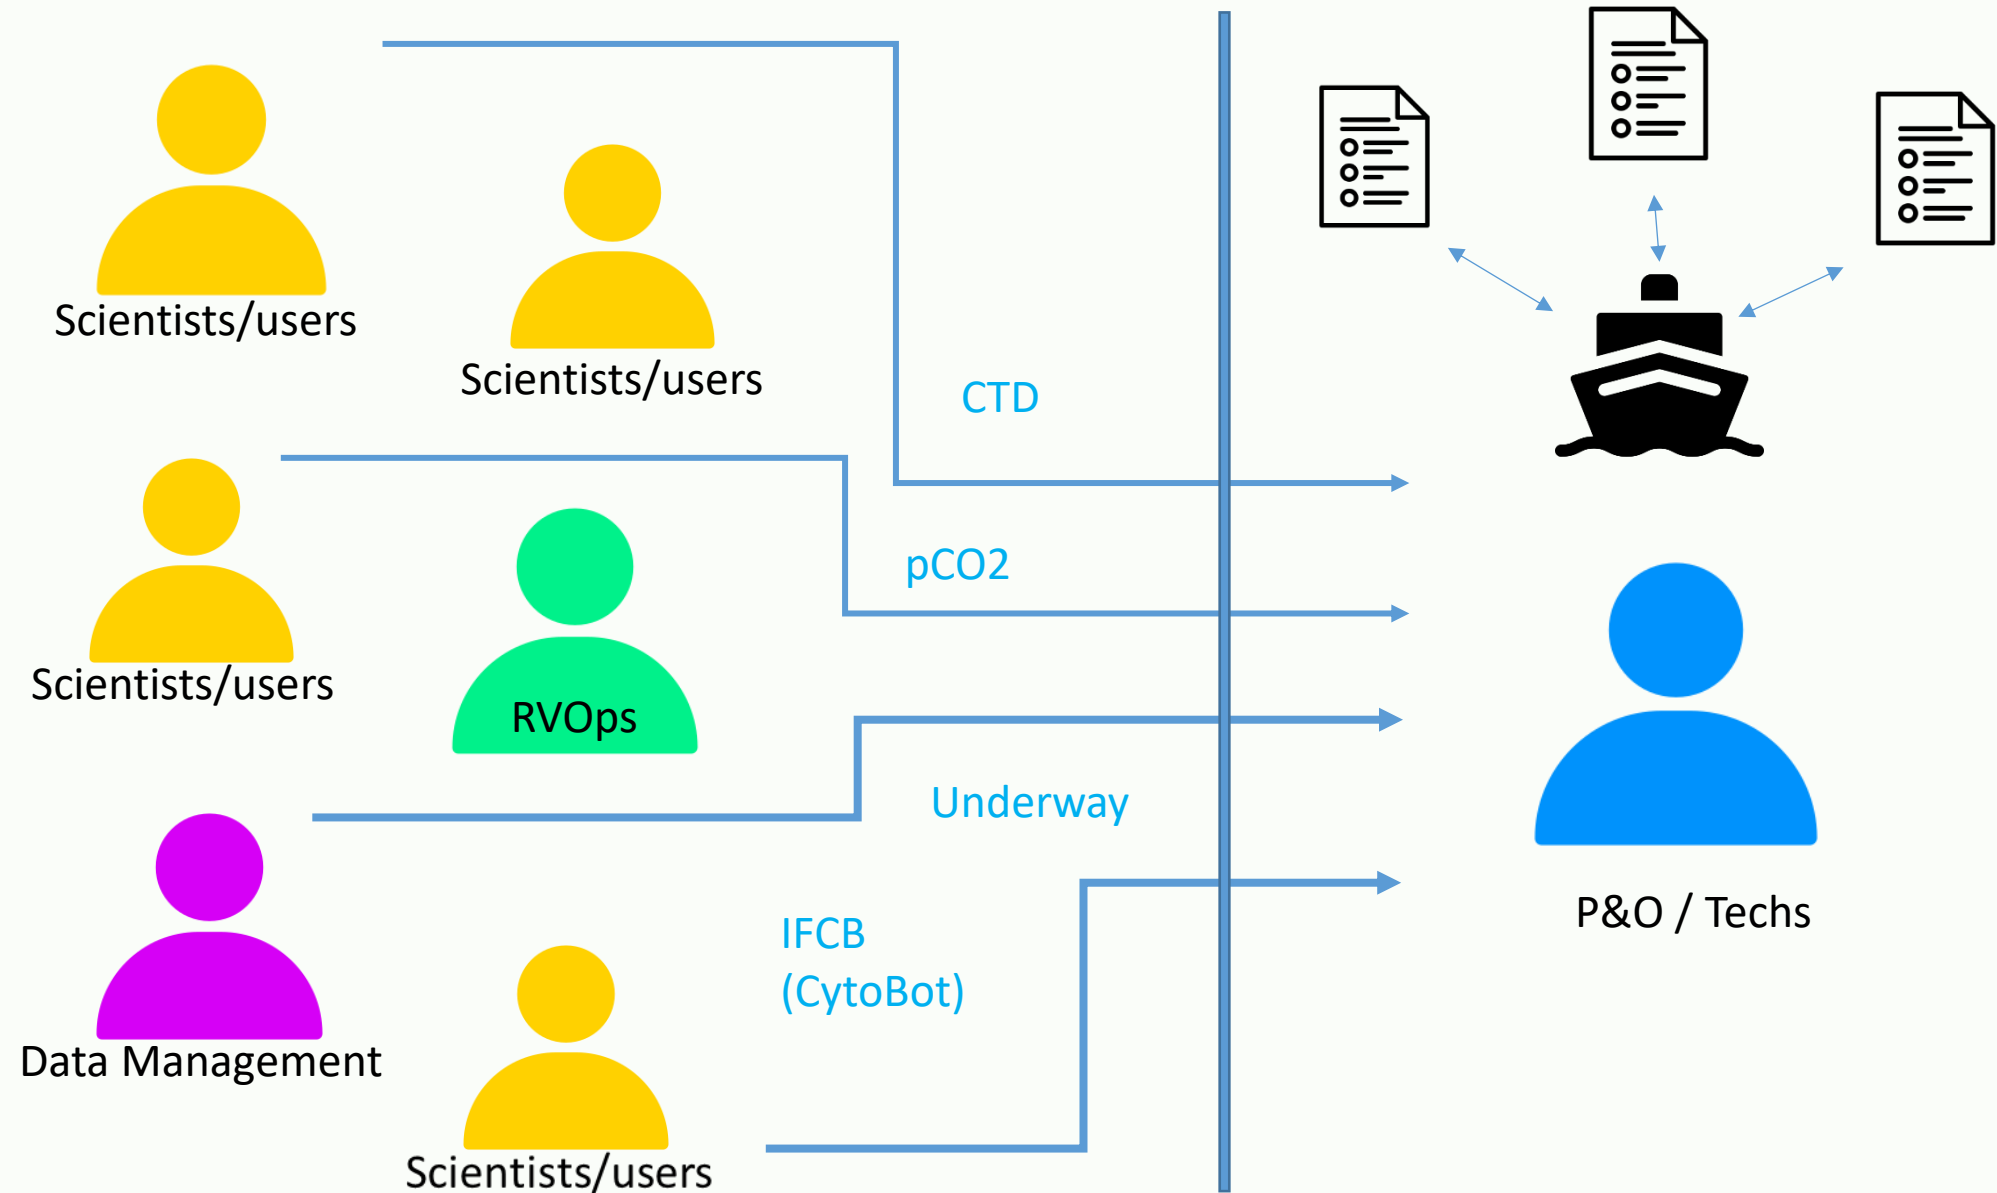 Scientists/users
Scientists/users
CTD
pCO2
Scientists/users
RVOps
Underway
P&O / Techs
IFCB
(CytoBot)
Data Management
Scientists/users